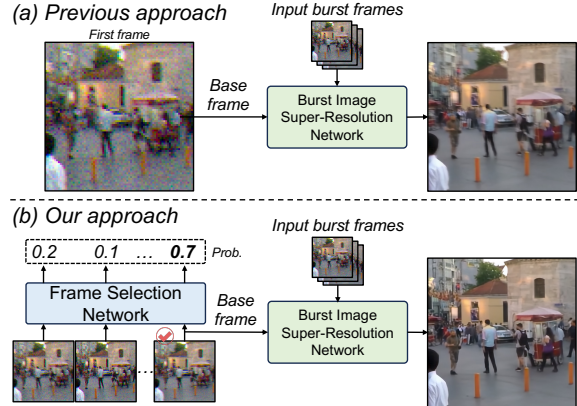 (a) Previous approach
First frame
Input burst frames
Base
frame
Burst Image
Super-Resolution
Network
(b) Our approach
0.2 0.1 ... 0.7 Prob.
Frame Selection
Network
...
Input burst frames
Base
frame
Burst Image
Super-Resolution
Network